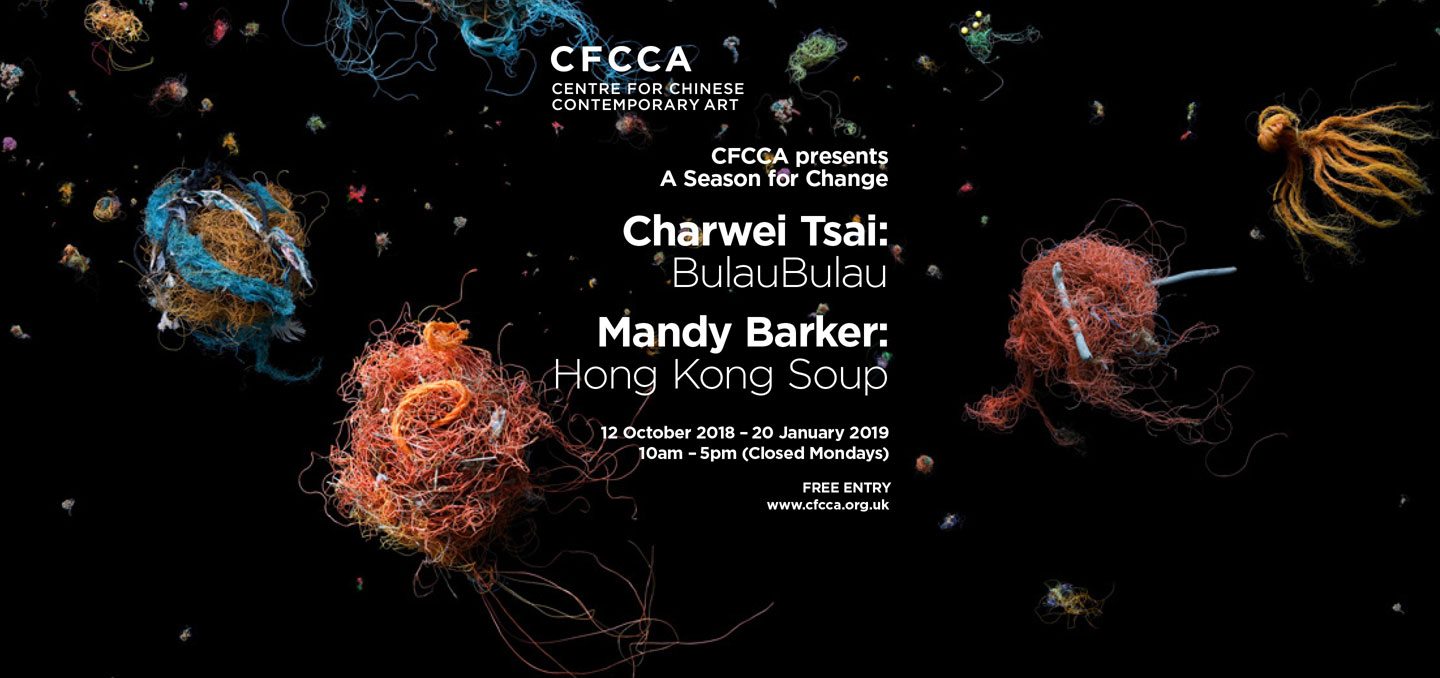 CFCCA
CENTRE FOR CHINESE
CONTEMPORARY ART
CFCCA presents
A Season for Change
Charwei Tsai:
BulauBulau
Mandy Barker:
Hong Kong Soup
12 October 2018 – 20 January 2019
10am – 5pm (Closed Mondays)
FREE ENTRY
www.cfcca.org.uk